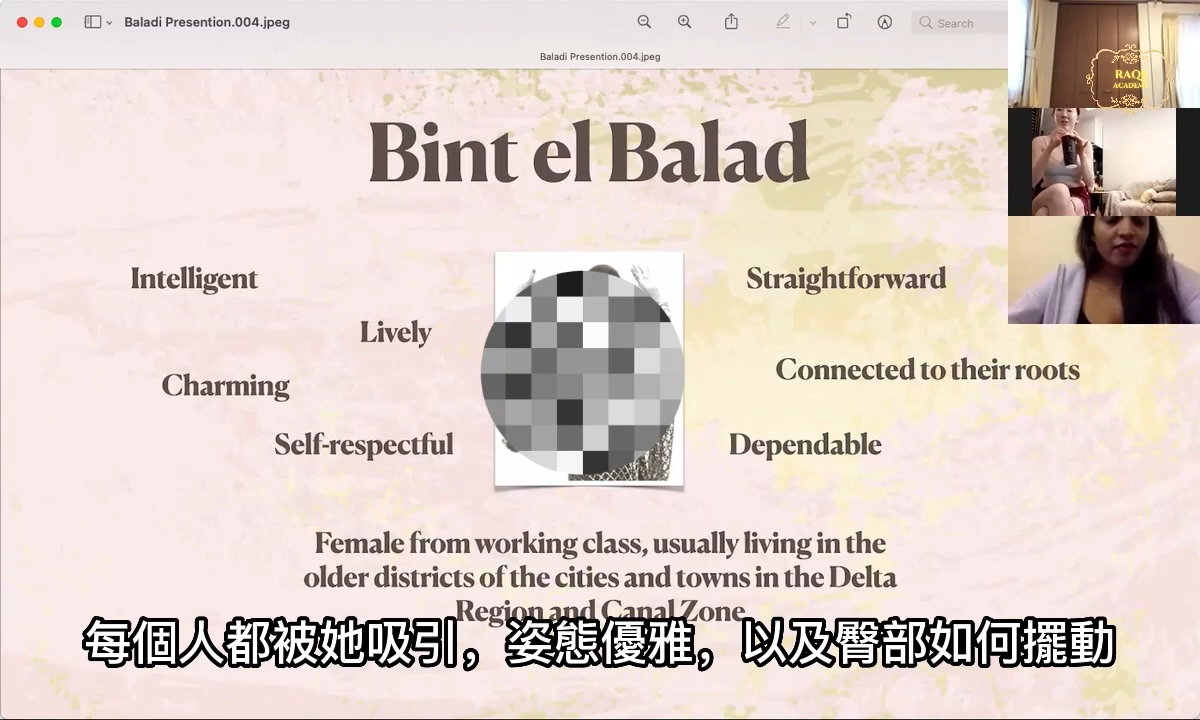 Baladi Presention.004.jpeg
Search
Baladi Presention.004.jpeg
RAQ
ACADEM
Bint el Balad
Intelligent
Straightforward
Lively
Connected to their roots
Charming
Self-respectful
Dependable
Female from working class, usually living in the
older districts of the cities and towns in the Delta
Region and Canal Zone
每個人都被她吸引，姿態優雅，以及臀部如何擺動